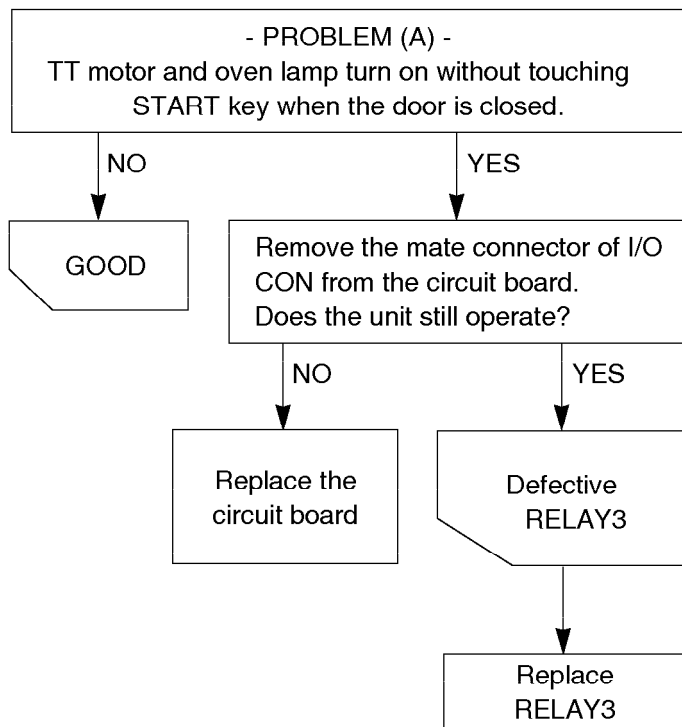 - PROBLEM (A) -
TT motor and oven lamp turn on without touching
START key when the door is closed.
NO
YES
GOOD
Remove the mate connector of I/O
CON from the circuit board.
Does the unit still operate?
NO
YES
Replace the
circuit board
Defective
RELAY3
Replace
RELAY3